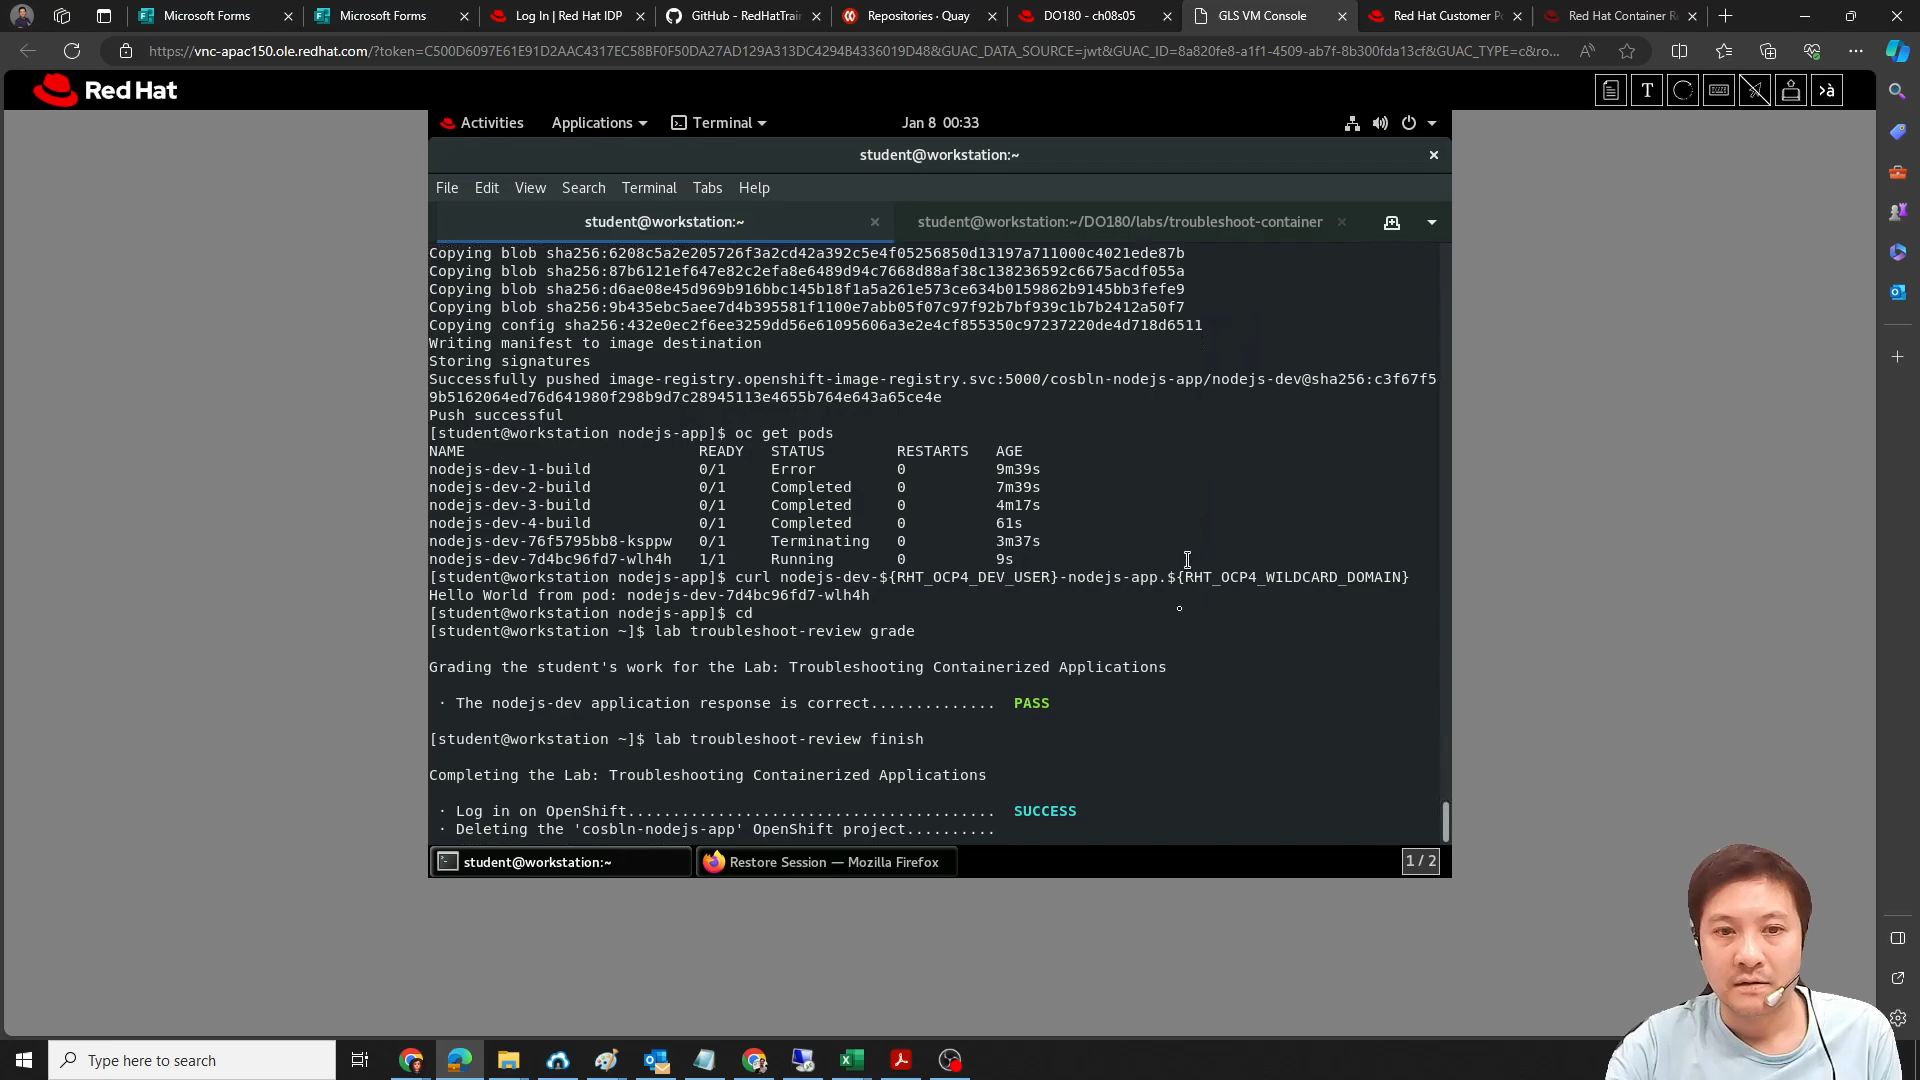 Microsoft Forms
Microsoft Forms
Log In | Red Hat IDP
GitHub - RedHatTrai
Repositories · Quay
DO180 - ch08s05
GLS VM Console
Red Hat Customer P
Red Hat Container R
https://vnc-apac150.ole.redhat.com/?token=C500D6097E61E91D2AAC4317EC58BF0F50DA27AD129A313DC4294B4336019D48&GUAC_DATA_SOURCE=jwt&GUAC_ID=8a820fe8-a1f1-4509-ab7f-8b300fda13cf&GUAC_TYPE=c&ro...
Red Hat
Activities Applications Terminal Jan 8 00:33
student@workstation:~
File Edit View Search Terminal Tabs Help
student@workstation:~ student@workstation:~/DO180/labs/troubleshoot-container
Copying blob sha256:6208c5a2e205726f3a2cd42a392c5e4f05256850d13197a711000c4021ede87b
Copying blob sha256:87b6121ef647e82c2efa8e6489d94c7668d88af38c138236592c6675acdf055a
Copying blob sha256:d6ae08e45d969b916bbc145b18f1a5a261e573ce634b0159862b9145bb3fefe9
Copying blob sha256:9b435ebc5aee7d4b395581f1100e7abb05f07c97f92b7bf939c1b7b2412a50f7
Copying config sha256:432e0ec2f6ee3259dd56e61095606a3e2e4cf855350c97237220de4d718d6511
Writing manifest to image destination
Storing signatures
Successfully pushed image-registry.openshift-image-registry.svc:5000/cosbln-nodejs-app/nodejs-dev@sha256:c3f67f5
9b5162064ed76d641980f298b9d7c28945113e4655b764e643a65ce4e
Push successful
[student@workstation nodejs-app]$ oc get pods
NAME READY STATUS RESTARTS AGE
nodejs-dev-1-build 0/1 Error 0 9m39s
nodejs-dev-2-build 0/1 Completed 0 7m39s
nodejs-dev-3-build 0/1 Completed 0 4m17s
nodejs-dev-4-build 0/1 Completed 0 61s
nodejs-dev-76f5795bb8-ksppw 0/1 Terminating 0 3m37s
nodejs-dev-7d4bc96fd7-wlh4h 1/1 Running 0 9s
[student@workstation nodejs-app]$ curl nodejs-dev-${RHT_OCP4_DEV_USER}-nodejs-app.${RHT_OCP4_WILDCARD_DOMAIN}
Hello World from pod: nodejs-dev-7d4bc96fd7-wlh4h
[student@workstation nodejs-app]$ cd
[student@workstation ~]$ lab troubleshoot-review grade
Grading the student's work for the Lab: Troubleshooting Containerized Applications
· The nodejs-dev application response is correct.............. PASS
[student@workstation ~]$ lab troubleshoot-review finish
Completing the Lab: Troubleshooting Containerized Applications
· Log in on OpenShift......................................... SUCCESS
· Deleting the 'cosbln-nodejs-app' OpenShift project..........
student@workstation:~ Restore Session — Mozilla Firefox 1 / 2
Type here to search